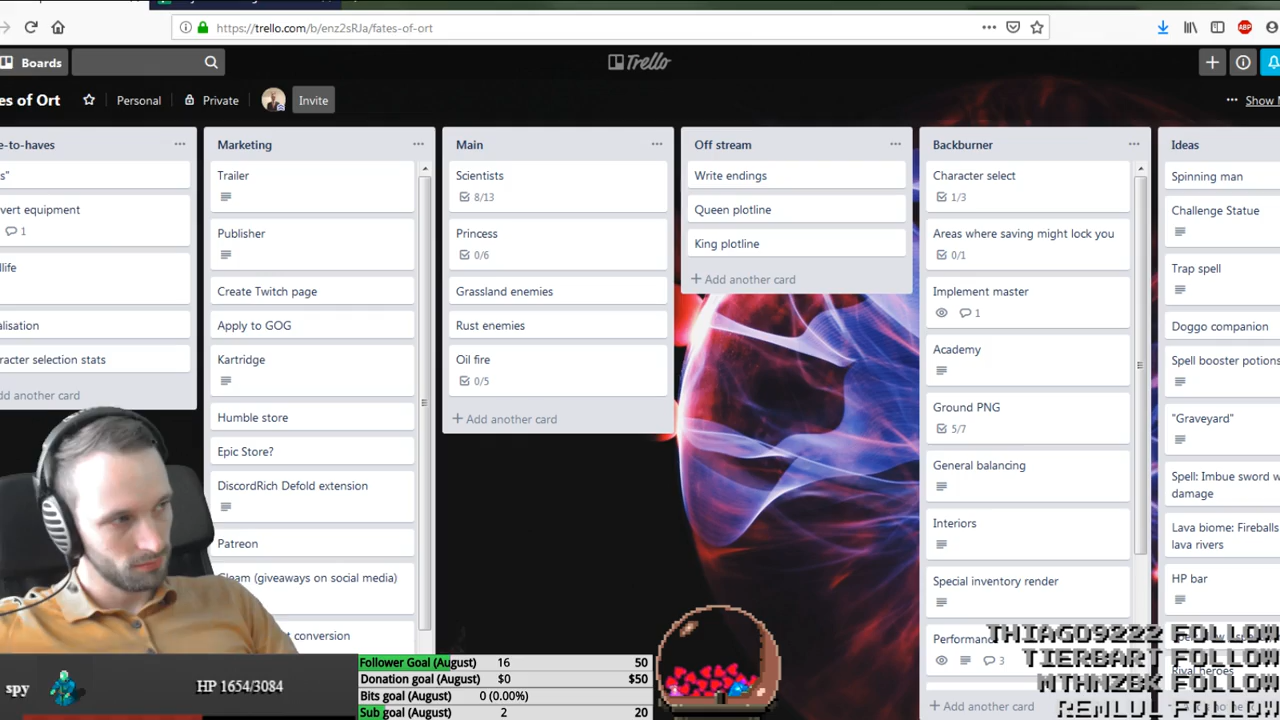 https://trello.com/b/enz2sRJa/fates-of-ort
Boards
Trello
es of Ort
Personal
Private
Invite
Show
e-to-haves
s"
vert equipment
1
llife
alisation
racter selection stats
dd another card
Marketing
Trailer
Publisher
Create Twitch page
Apply to GOG
Kartridge
Humble store
Epic Store?
DiscordRich Defold extension
Patreon
Gleam (giveaways on social media)
conversion
Main
Scientists
8/13
Princess
0/6
Grassland enemies
Rust enemies
Oil fire
0/5
+ Add another card
Off stream
Write endings
Queen plotline
King plotline
+ Add another card
Backburner
Character select
1/3
Areas where saving might lock you
0/1
Implement master
1
Academy
Ground PNG
5/7
General balancing
Interiors
Special inventory render
Performanc
3
+ Add another card
Ideas
Spinning man
Challenge Statue
Trap spell
Doggo companion
Spell booster potions
"Graveyard"
Spell: Imbue sword w
damage
Lava biome: Fireballs
lava rivers
HP bar
Rival heroes
THIAGO9222 FOLLOW
TIERBART FOLLOW
MTHNZBK FOLLOW
REMLUL FOLLOW
spy
HP 1654/3084
Follower Goal (August) 16 50
Donation goal (August) $0 $50
Bits goal (August) 0 (0.00%)
Sub goal (August) 2 20